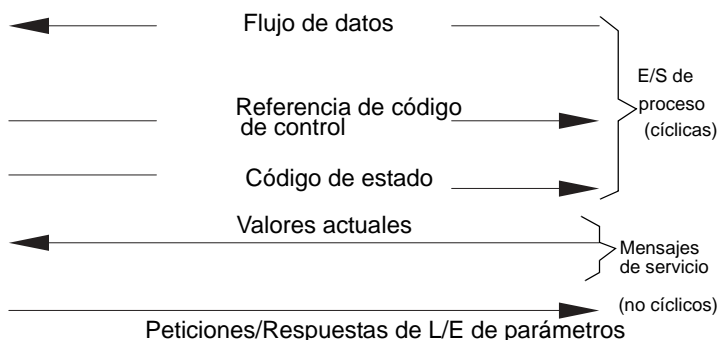 Flujo de datos
E/S de
proceso
(cíclicas)
Referencia de código
de control
Código de estado
Valores actuales
Mensajes
de servicio
(no cíclicos)
Peticiones/Respuestas de L/E de parámetros